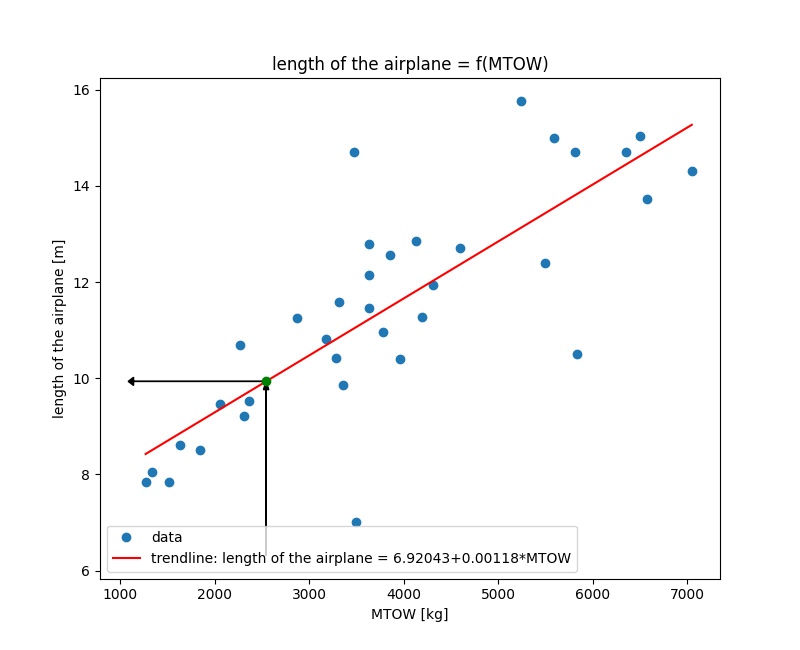 length of the airplane = f(MTOW)
16
14
12
10
8
6
length of the airplane [m]
data
trendline: length of the airplane = 6.92043+0.00118*MTOW
1000 2000 3000 4000 5000 6000 7000
MTOW [kg]